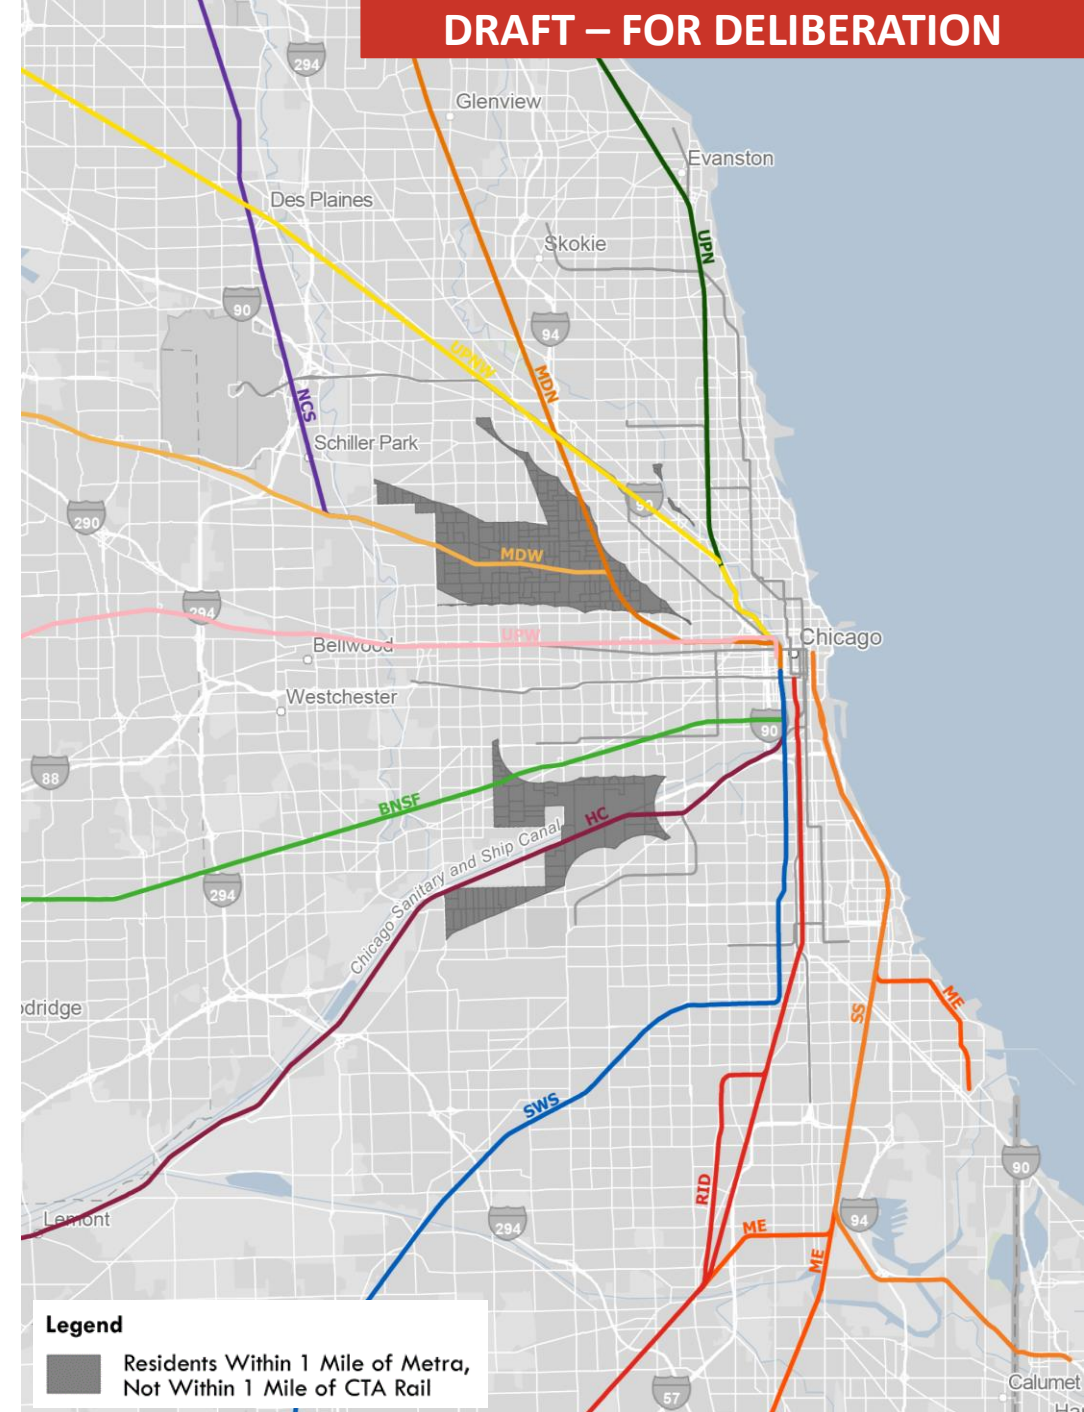 DRAFT – FOR DELIBERATION
294
Glenview
Evanston
Des Plaines
UPN
Skokie
90
94
UPNW
MDN
NCS
Schiller Park
290
90
MDW
294
UPW
Chicago
Bellwood
Westchester
90
88
BNSF
HC
Chicago Sanitary and Ship Canal
294
odridge
ME
SS
SWS
90
RID
Lemont
294
94
ME
ME
Legend
Residents Within 1 Mile of Metra,
Not Within 1 Mile of CTA Rail
57
Calumet
Ha